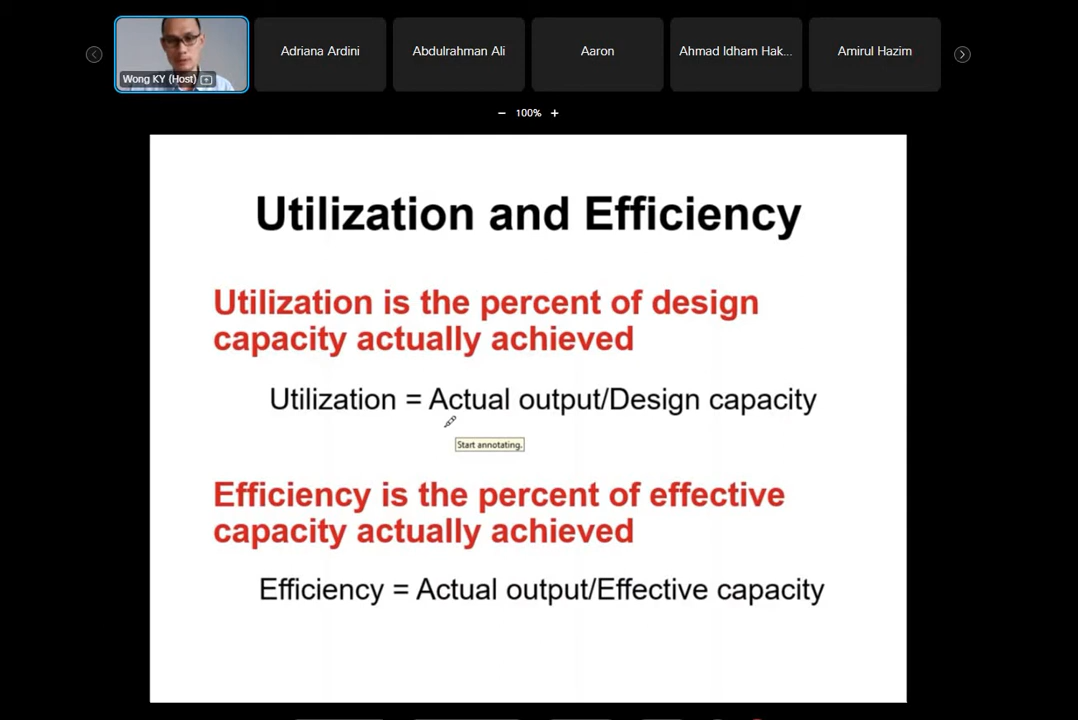 Wong KY (Host)
Adriana Ardini
Abdulrahman Ali
Aaron
Ahmad Idham Hak...
Amirul Hazim
100%
Utilization and Efficiency
Utilization is the percent of design
capacity actually achieved
Utilization = Actual output/Design capacity
Start annotating.
Efficiency is the percent of effective
capacity actually achieved
Efficiency = Actual output/Effective capacity